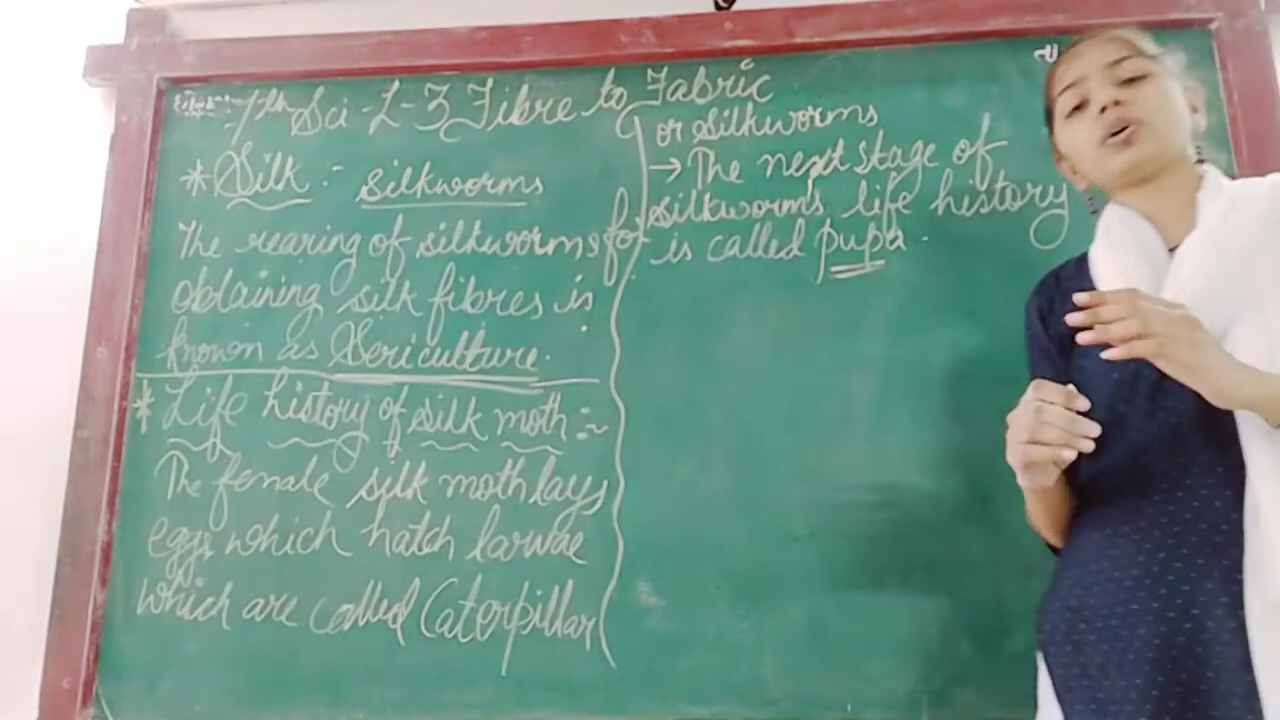 7th Sci-L-3 Fibre to Fabric
* Silk :- silkworms
The rearing of silkworms for
obtaining silk fibres is
known as Sericulture.
* Life history of silk moth :-
The female silk moth lays
eggs which hatch larvae
which are called Caterpillar
or silkworms
→ The next stage of
silkworms life history
is called pupa.